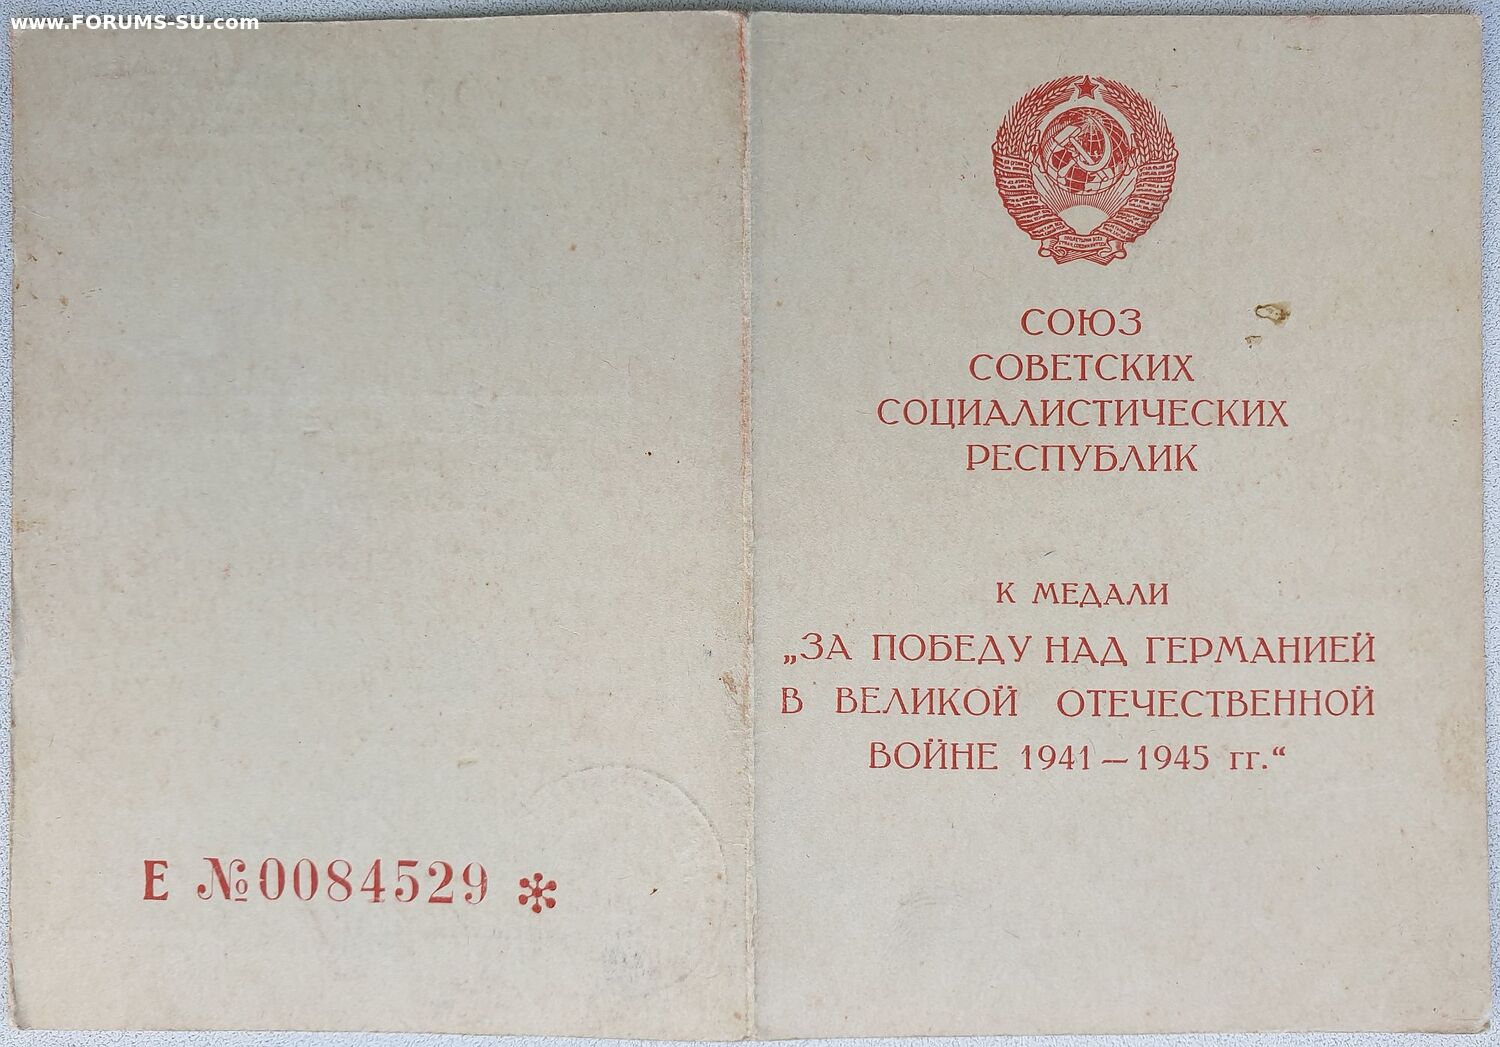 www.FORUMS-SU.com
СОЮЗ
СОВЕТСКИХ
СОЦИАЛИСТИЧЕСКИХ
РЕСПУБЛИК
К МЕДАЛИ
„ЗА ПОБЕДУ НАД ГЕРМАНИЕЙ
В ВЕЛИКОЙ ОТЕЧЕСТВЕННОЙ
ВОЙНЕ 1941 — 1945 гг.“
Е №0084529 *